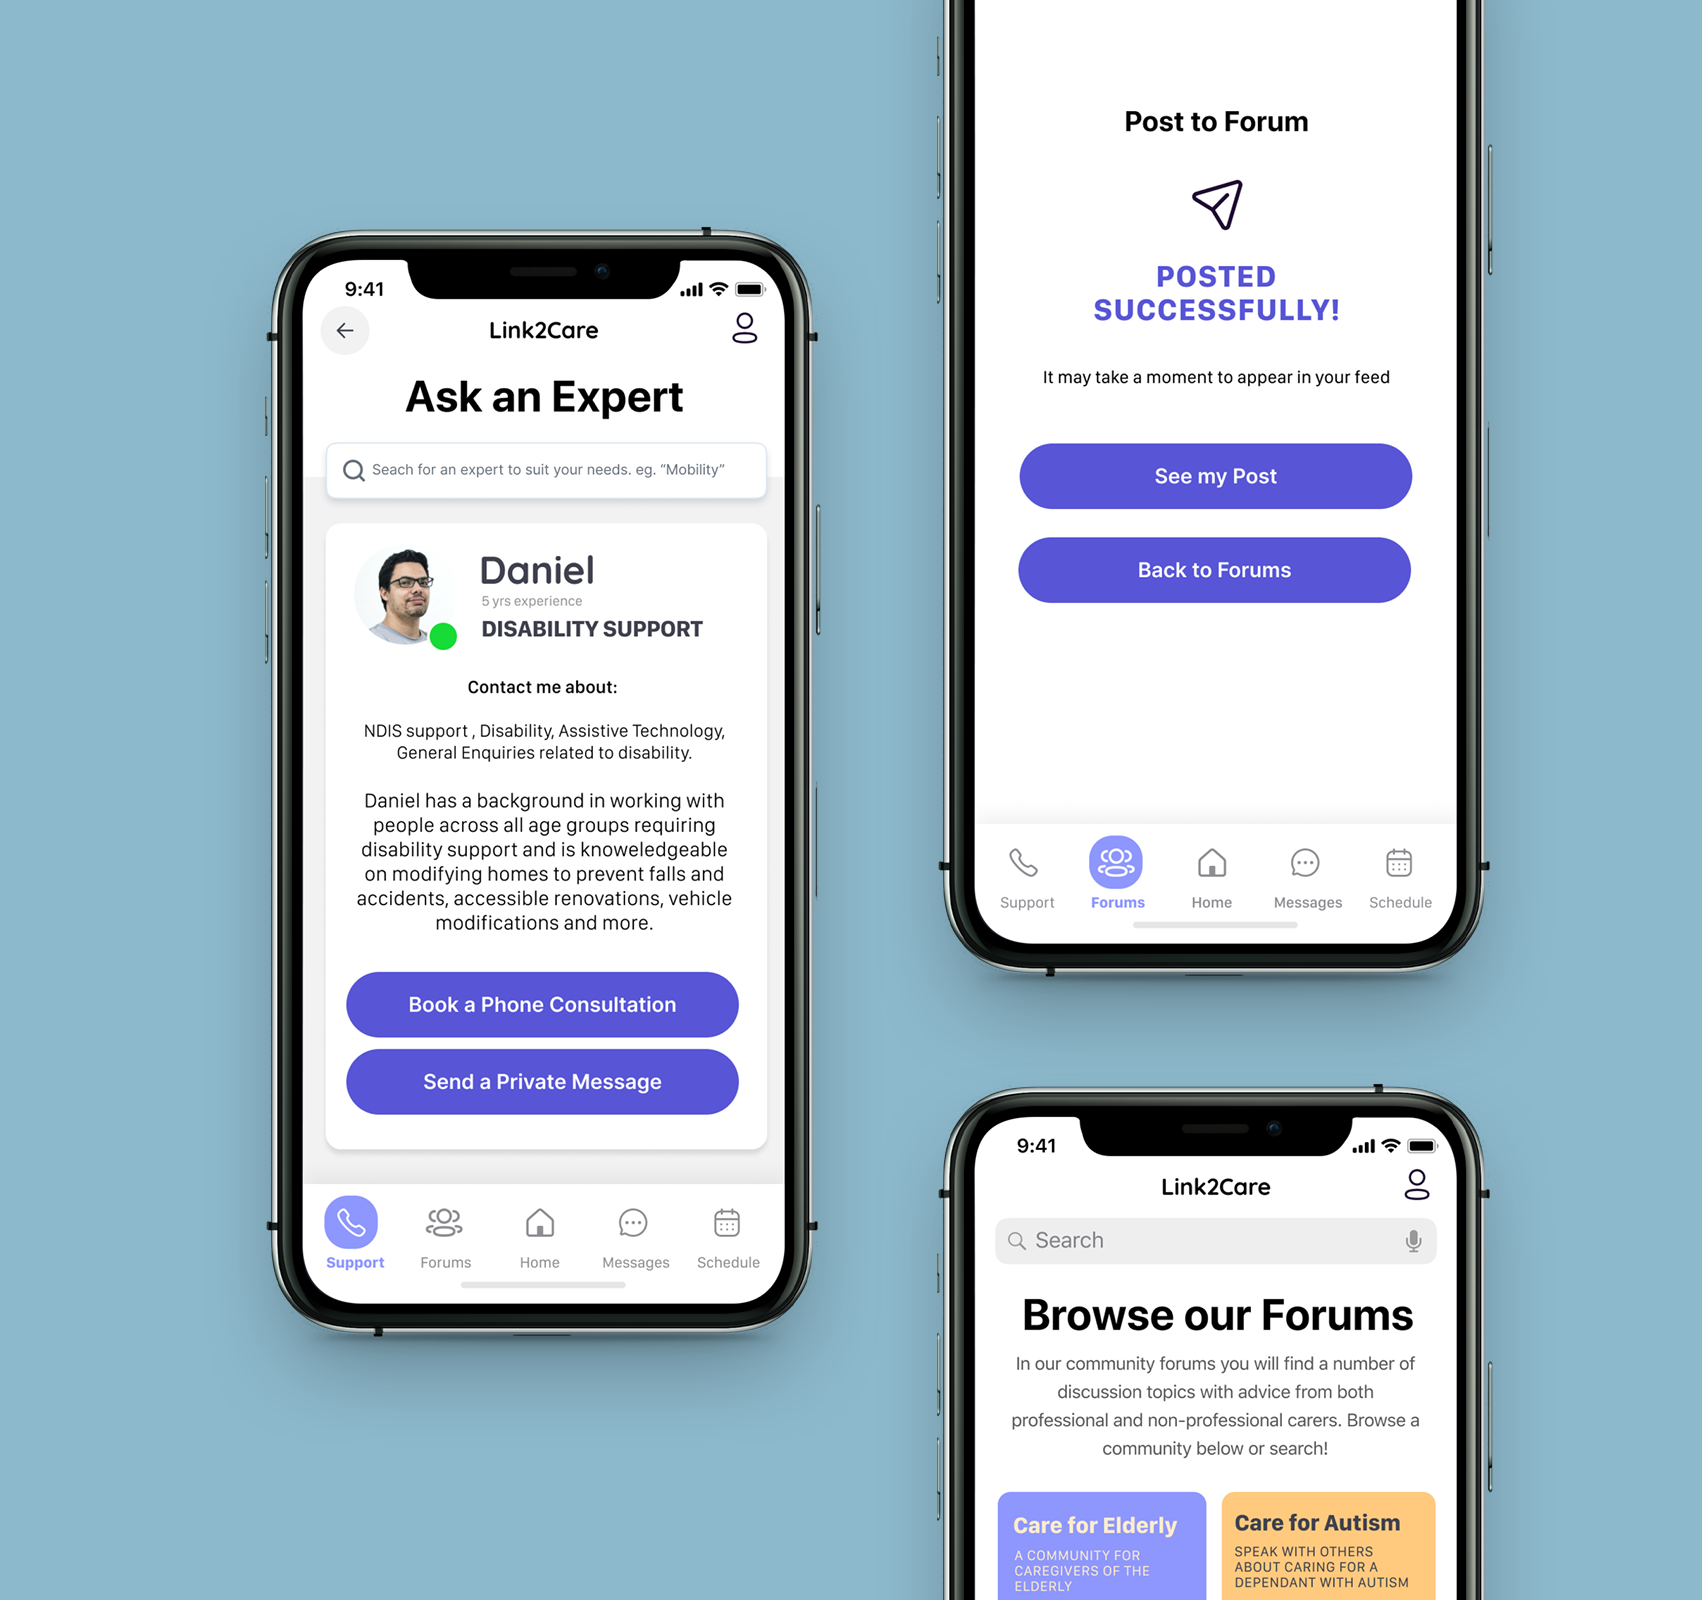 9:41
Link2Care
Ask an Expert
Seach for an expert to suit your needs. eg. “Mobility”
Daniel
5 yrs experience
DISABILITY SUPPORT
Contact me about:
NDIS support , Disability, Assistive Technology,
General Enquiries related to disability.
Daniel has a background in working with
people across all age groups requiring
disability support and is knoweledgeable
on modifying homes to prevent falls and
accidents, accessible renovations, vehicle
modifications and more.
Book a Phone Consultation
Send a Private Message
Support Forums Home Messages Schedule
Post to Forum
POSTED
SUCCESSFULLY!
It may take a moment to appear in your feed
See my Post
Back to Forums
Support Forums Home Messages Schedule
9:41
Link2Care
Search
Browse our Forums
In our community forums you will find a number of
discussion topics with advice from both
professional and non-professional carers. Browse a
community below or search!
Care for Elderly
A COMMUNITY FOR
CAREGIVERS OF THE
ELDERLY
Care for Autism
SPEAK WITH OTHERS
ABOUT CARING FOR A
DEPENDANT WITH AUTISM